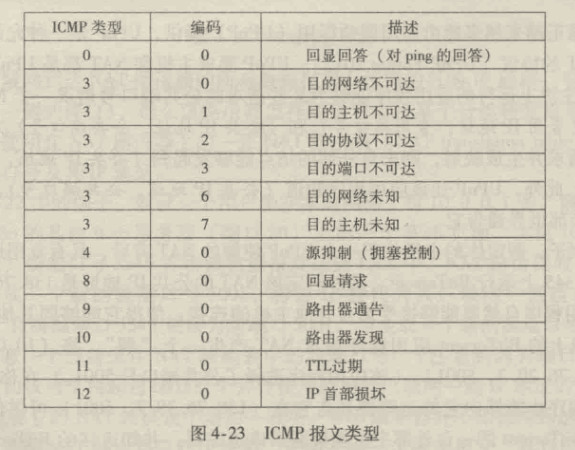 ICMP 类型 编码 描述
0 0 回显回答（对 ping 的回答）
3 0 目的网络不可达
3 1 目的主机不可达
3 2 目的协议不可达
3 3 目的端口不可达
3 6 目的网络未知
3 7 目的主机未知
4 0 源抑制（拥塞控制）
8 0 回显请求
9 0 路由器通告
10 0 路由器发现
11 0 TTL过期
12 0 IP 首部损坏
图 4-23 ICMP 报文类型